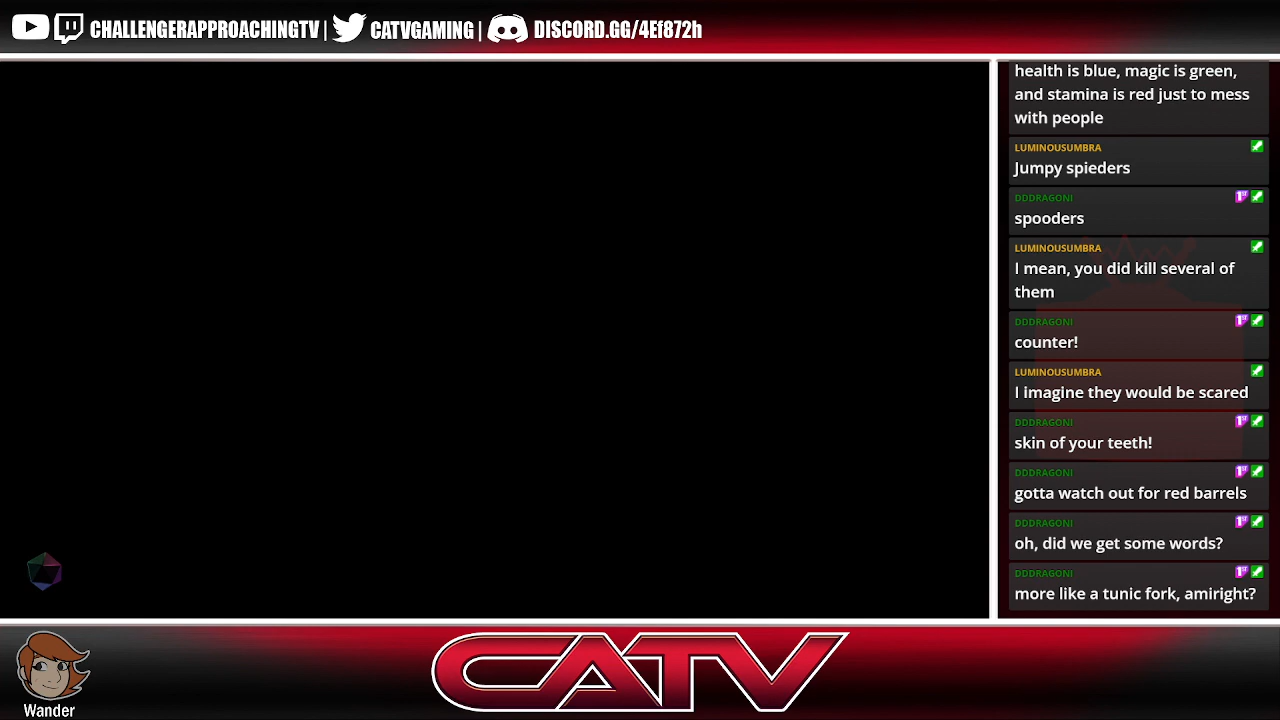 CHALLENGERAPPROACHINGTV | CATVGAMING | DISCORD.GG/4Ef872h
health is blue, magic is green,
and stamina is red just to mess
with people
LUMINOUSUMBRA
Jumpy spieders
DDDRAGONI
spooders
LUMINOUSUMBRA
I mean, you did kill several of
them
DDDRAGONI
counter!
LUMINOUSUMBRA
I imagine they would be scared
DDDRAGONI
skin of your teeth!
DDDRAGONI
gotta watch out for red barrels
DDDRAGONI
oh, did we get some words?
DDDRAGONI
more like a tunic fork, amiright?
CATV
Wander